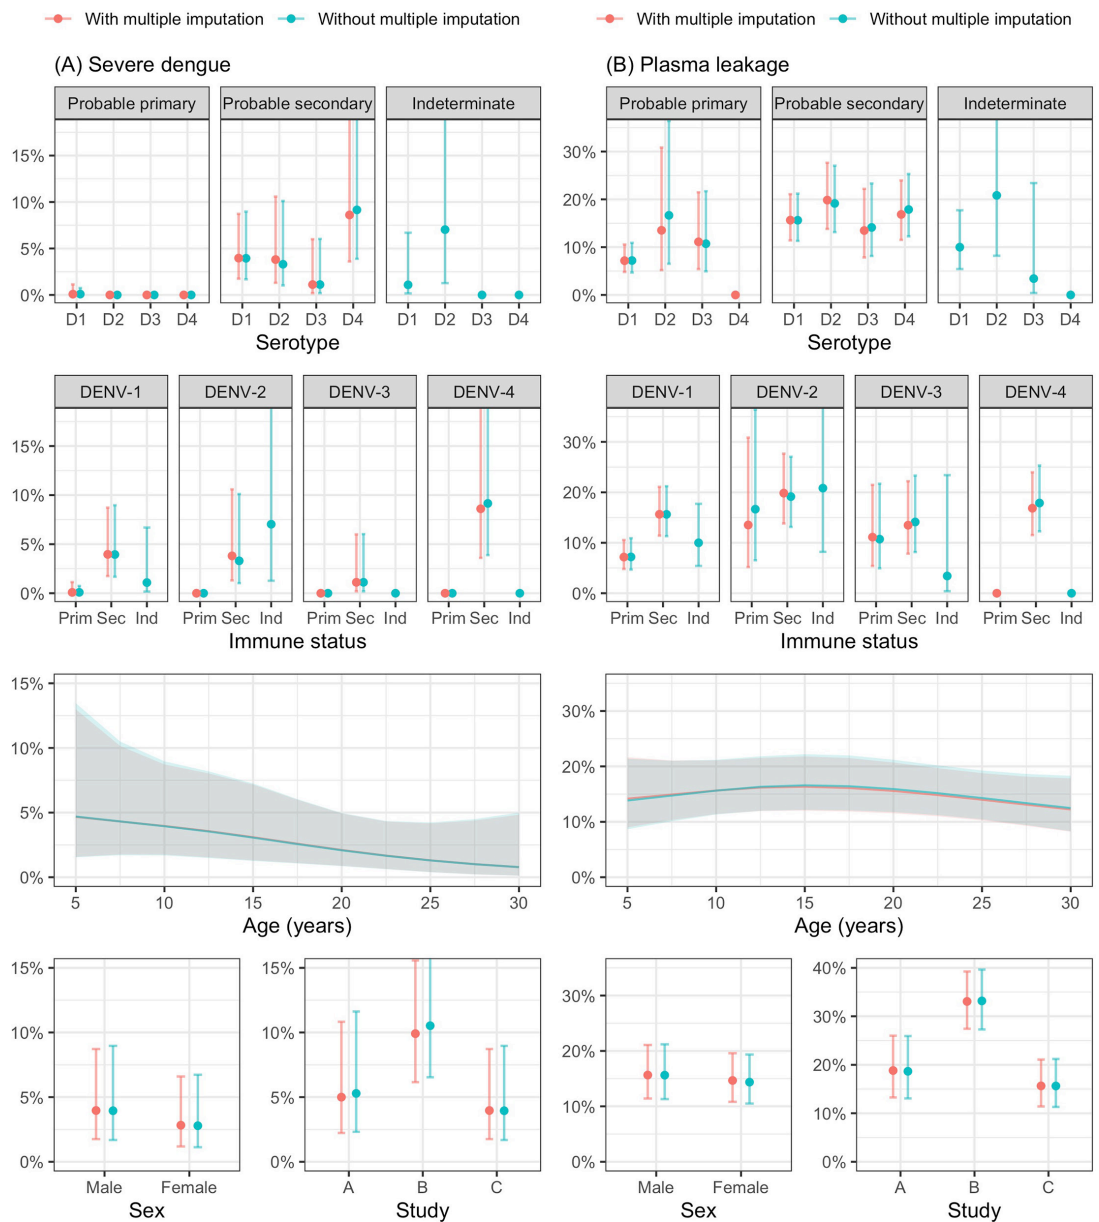 With multiple imputation Without multiple imputation With multiple imputation Without multiple imputation
(A) Severe dengue
Probable primary Probable secondary Indeterminate
15%
10%
5%
0%
D1 D2 D3 D4 D1 D2 D3 D4 D1 D2 D3 D4
Serotype
DENV-1 DENV-2 DENV-3 DENV-4
15%
10%
5%
0%
Prim Sec Ind Prim Sec Ind Prim Sec Ind Prim Sec Ind
Immune status
15%
10%
5%
0%
5 10 15 20 25 30
Age (years)
15%
10%
5%
0%
Male Female
Sex
15%
10%
5%
0%
A B C
Study
(B) Plasma leakage
Probable primary Probable secondary Indeterminate
30%
20%
10%
0%
D1 D2 D3 D4 D1 D2 D3 D4 D1 D2 D3 D4
Serotype
DENV-1 DENV-2 DENV-3 DENV-4
30%
20%
10%
0%
Prim Sec Ind Prim Sec Ind Prim Sec Ind Prim Sec Ind
Immune status
30%
20%
10%
0%
5 10 15 20 25 30
Age (years)
30%
20%
10%
0%
Male Female
Sex
40%
30%
20%
10%
0%
A B C
Study